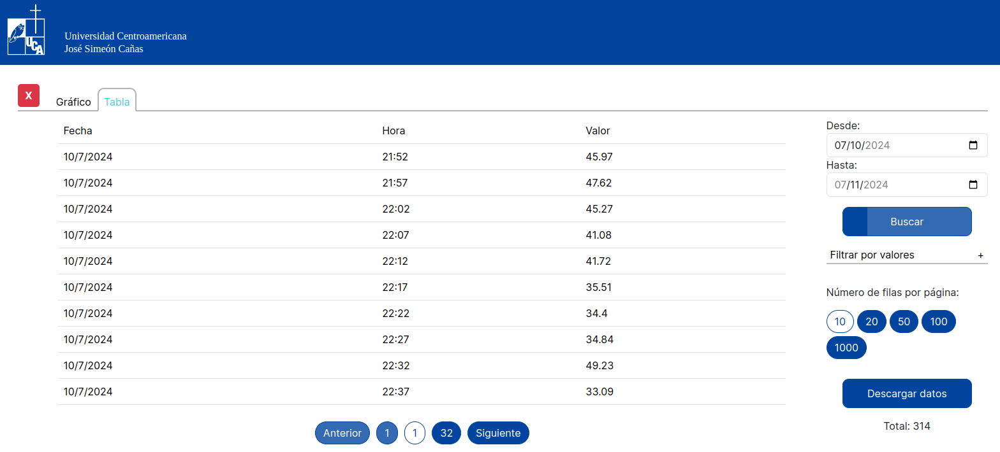 UCA
Universidad Centroamericana
José Simeón Cañas
X Gráfico Tabla
Fecha Hora Valor
10/7/2024 21:52 45.97
10/7/2024 21:57 47.62
10/7/2024 22:02 45.27
10/7/2024 22:07 41.08
10/7/2024 22:12 41.72
10/7/2024 22:17 35.51
10/7/2024 22:22 34.4
10/7/2024 22:27 34.84
10/7/2024 22:32 49.23
10/7/2024 22:37 33.09
Anterior 1 1 32 Siguiente
Desde:
07/10/2024
Hasta:
07/11/2024
Buscar
Filtrar por valores +
Número de filas por página:
10 20 50 100
1000
Descargar datos
Total: 314